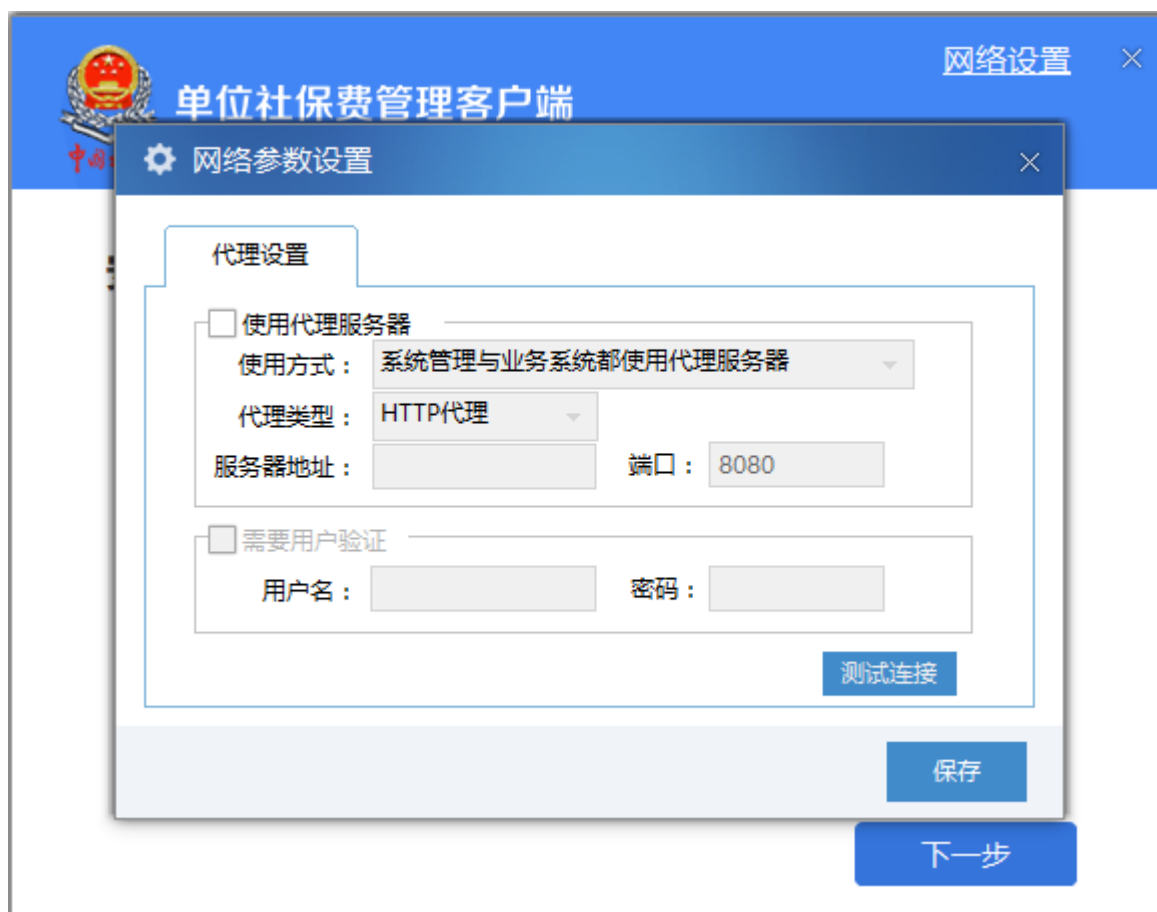 网络设置
单位社保费管理客户端
网络参数设置
代理设置
使用代理服务器
使用方式： 系统管理与业务系统都使用代理服务器
代理类型： HTTP代理
服务器地址： 端口： 8080
需要用户验证
用户名： 密码：
测试连接
保存
下一步